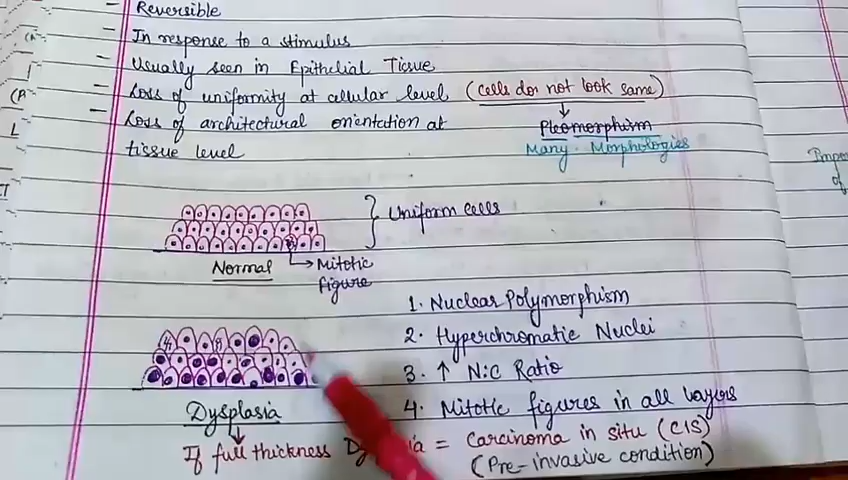 - Reversible
- In response to a stimulus
- Usually seen in Epithelial Tissue
- Loss of uniformity at cellular level (cells do not look same)
- Loss of architectural orientation at
tissue level
Pleomorphism
Many Morphologies
Uniform cells
Normal
Mitotic
figure
1. Nuclear Polymorphism
2. Hyperchromatic Nuclei
3. ↑ N:C Ratio
4. Mitotic figures in all layers
Dysplasia
If full thickness = Carcinoma in situ (CIS)
(Pre-invasive condition)
of